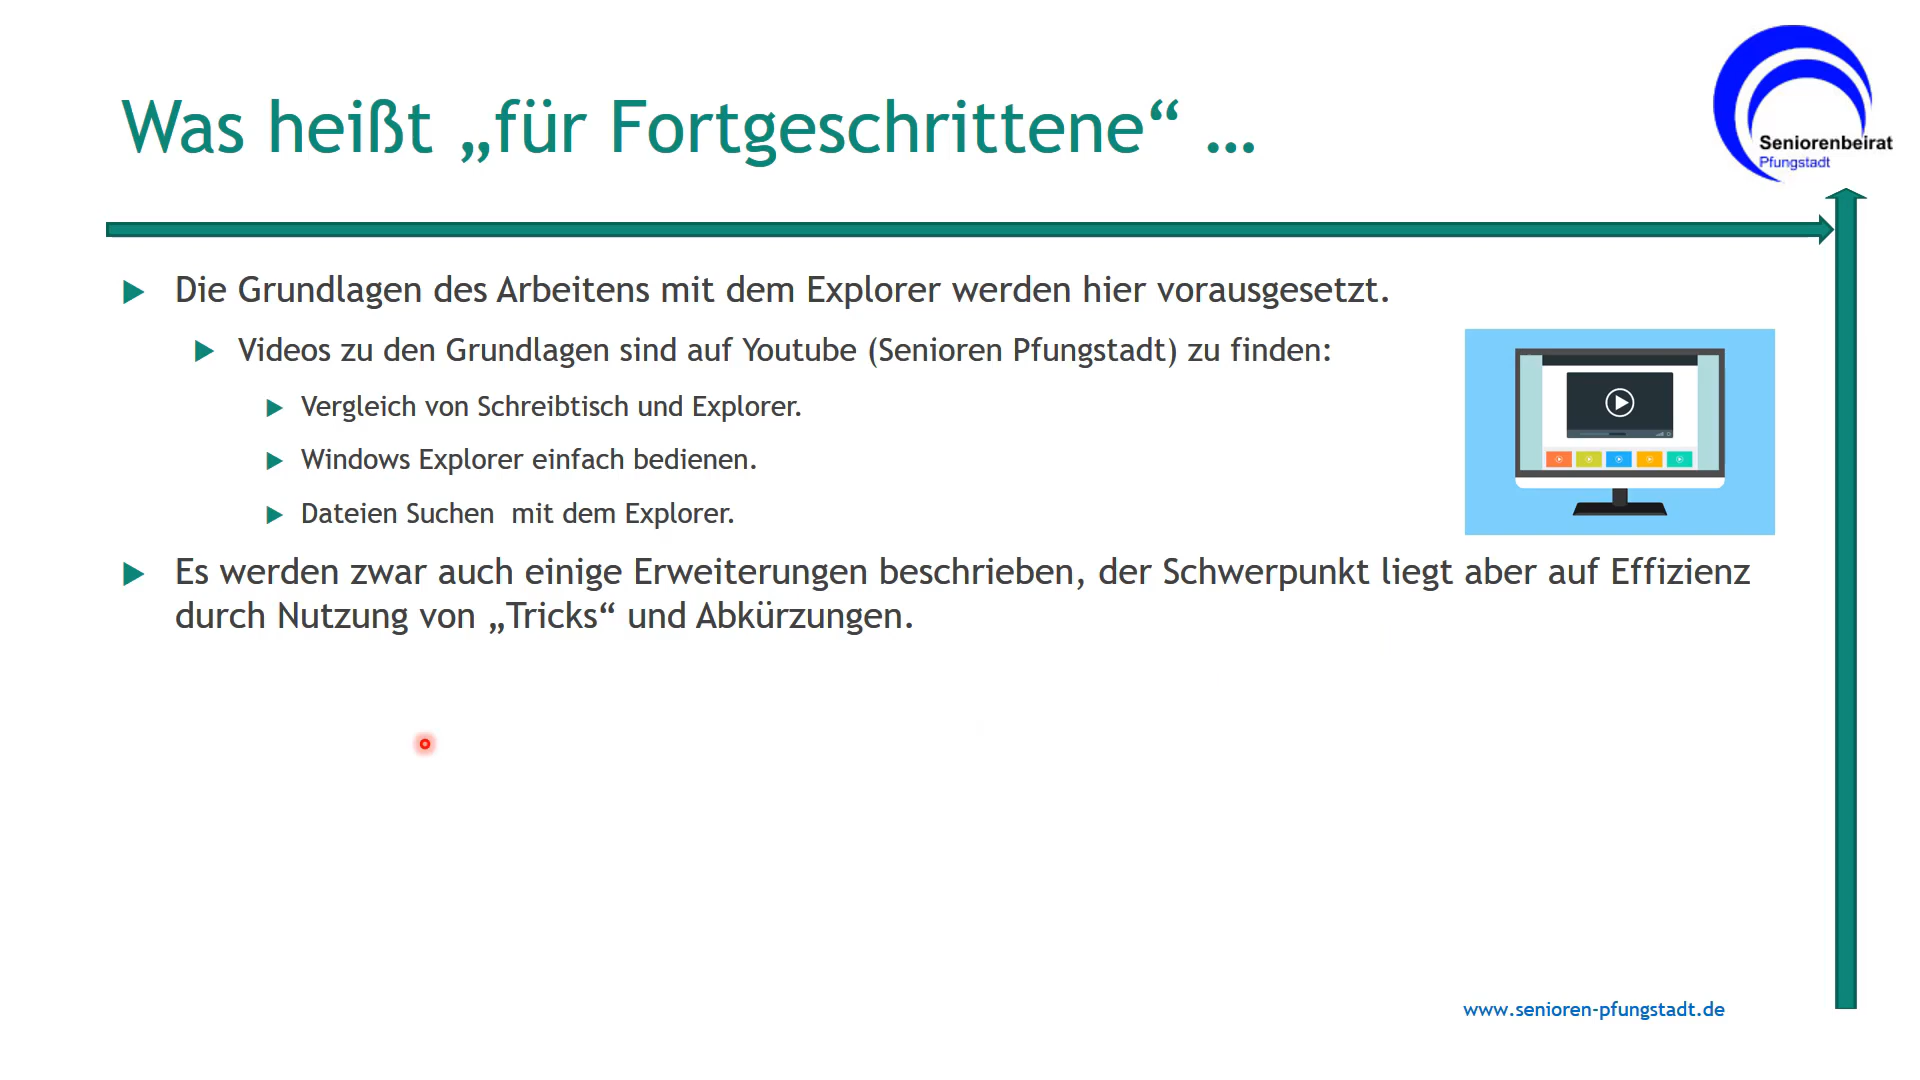 Was heißt „für Fortgeschrittene“ …
Seniorenbeirat
Pfungstadt
Die Grundlagen des Arbeitens mit dem Explorer werden hier vorausgesetzt.
Videos zu den Grundlagen sind auf Youtube (Senioren Pfungstadt) zu finden:
Vergleich von Schreibtisch und Explorer.
Windows Explorer einfach bedienen.
Dateien Suchen  mit dem Explorer.
Es werden zwar auch einige Erweiterungen beschrieben, der Schwerpunkt liegt aber auf Effizienz
durch Nutzung von „Tricks“ und Abkürzungen.
www.senioren-pfungstadt.de